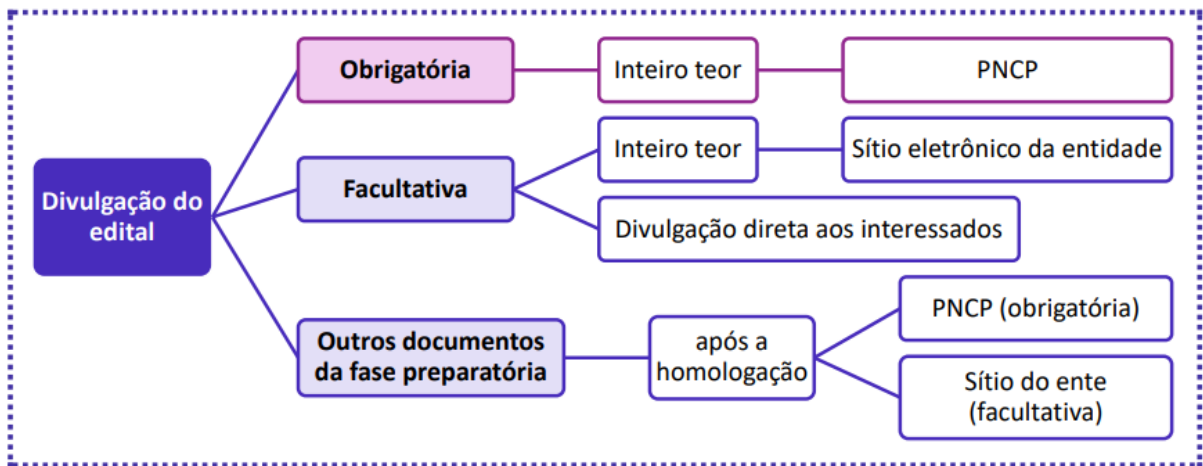 Divulgação do
edital
Obrigatória
Inteiro teor
PNCP
Facultativa
Inteiro teor
Sítio eletrônico da entidade
Divulgação direta aos interessados
Outros documentos
da fase preparatória
após a
homologação
PNCP (obrigatória)
Sítio do ente
(facultativa)